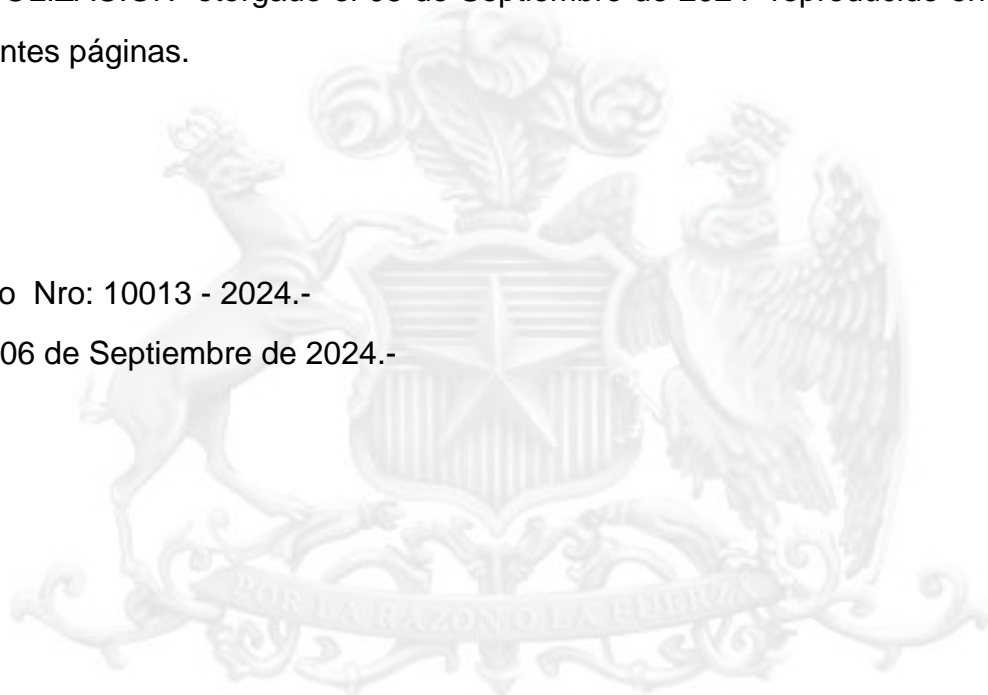 otorgado el
de Septiembre de 2024 reproducido en
ntes páginas.
o Nro: 10013 - 2024.-
06 de Septiembre de 2024.-
POR LA RAZON O LA FUERZA